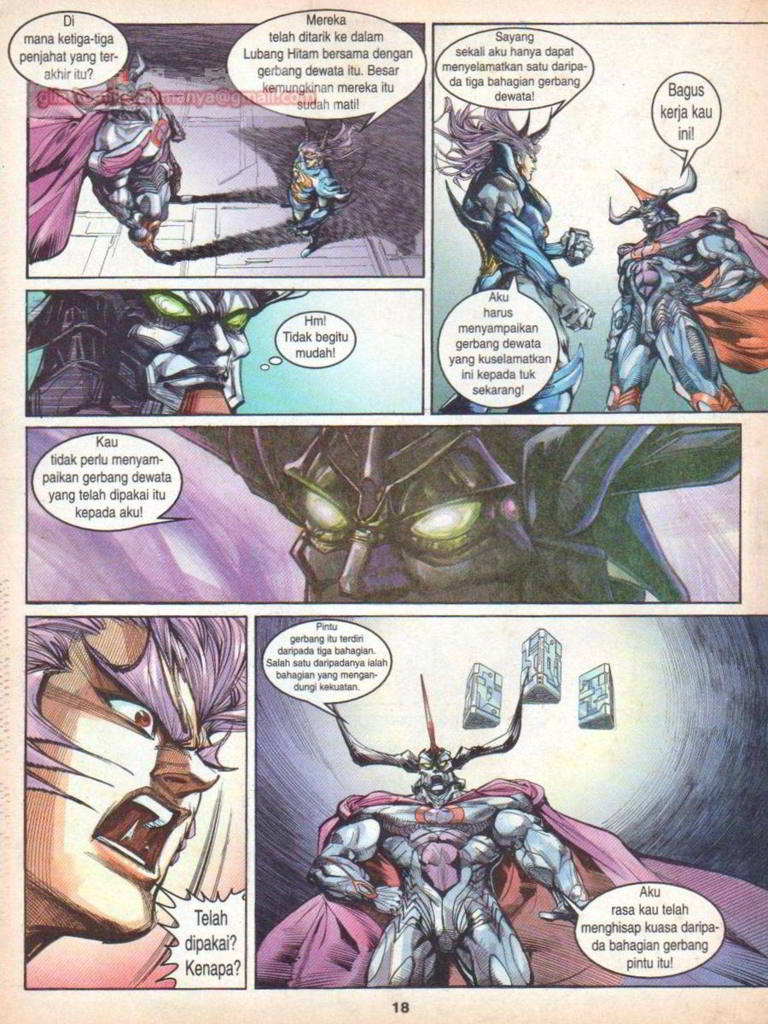 Di
mana ketiga-tiga
penjahat yang ter-
akhir itu?
Mereka
telah ditarik ke dalam
Lubang Hitam bersama dengan
gerbang dewata itu. Besar
kemungkinan mereka itu
sudah mati!
Sayang
sekali aku hanya dapat
menyelamatkan satu daripa-
da tiga bahagian gerbang
dewata!
Bagus
kerja kau
ini!
Aku
harus
menyampaikan
gerbang dewata
yang kuselamatkan
ini kepada tuk
sekarang!
Hm!
Tidak begitu
mudah!
Kau
tidak perlu menyam-
paikan gerbang dewata
yang telah dipakai itu
kepada aku!
Telah
dipakai?
Kenapa?
Pintu
gerbang itu terdiri
daripada tiga bahagian.
Salah satu daripadanya ialah
bahagian yang mengan-
dungi kekuatan.
Aku
rasa kau telah
menghisap kuasa daripa-
da bahagian gerbang
pintu itu!
18